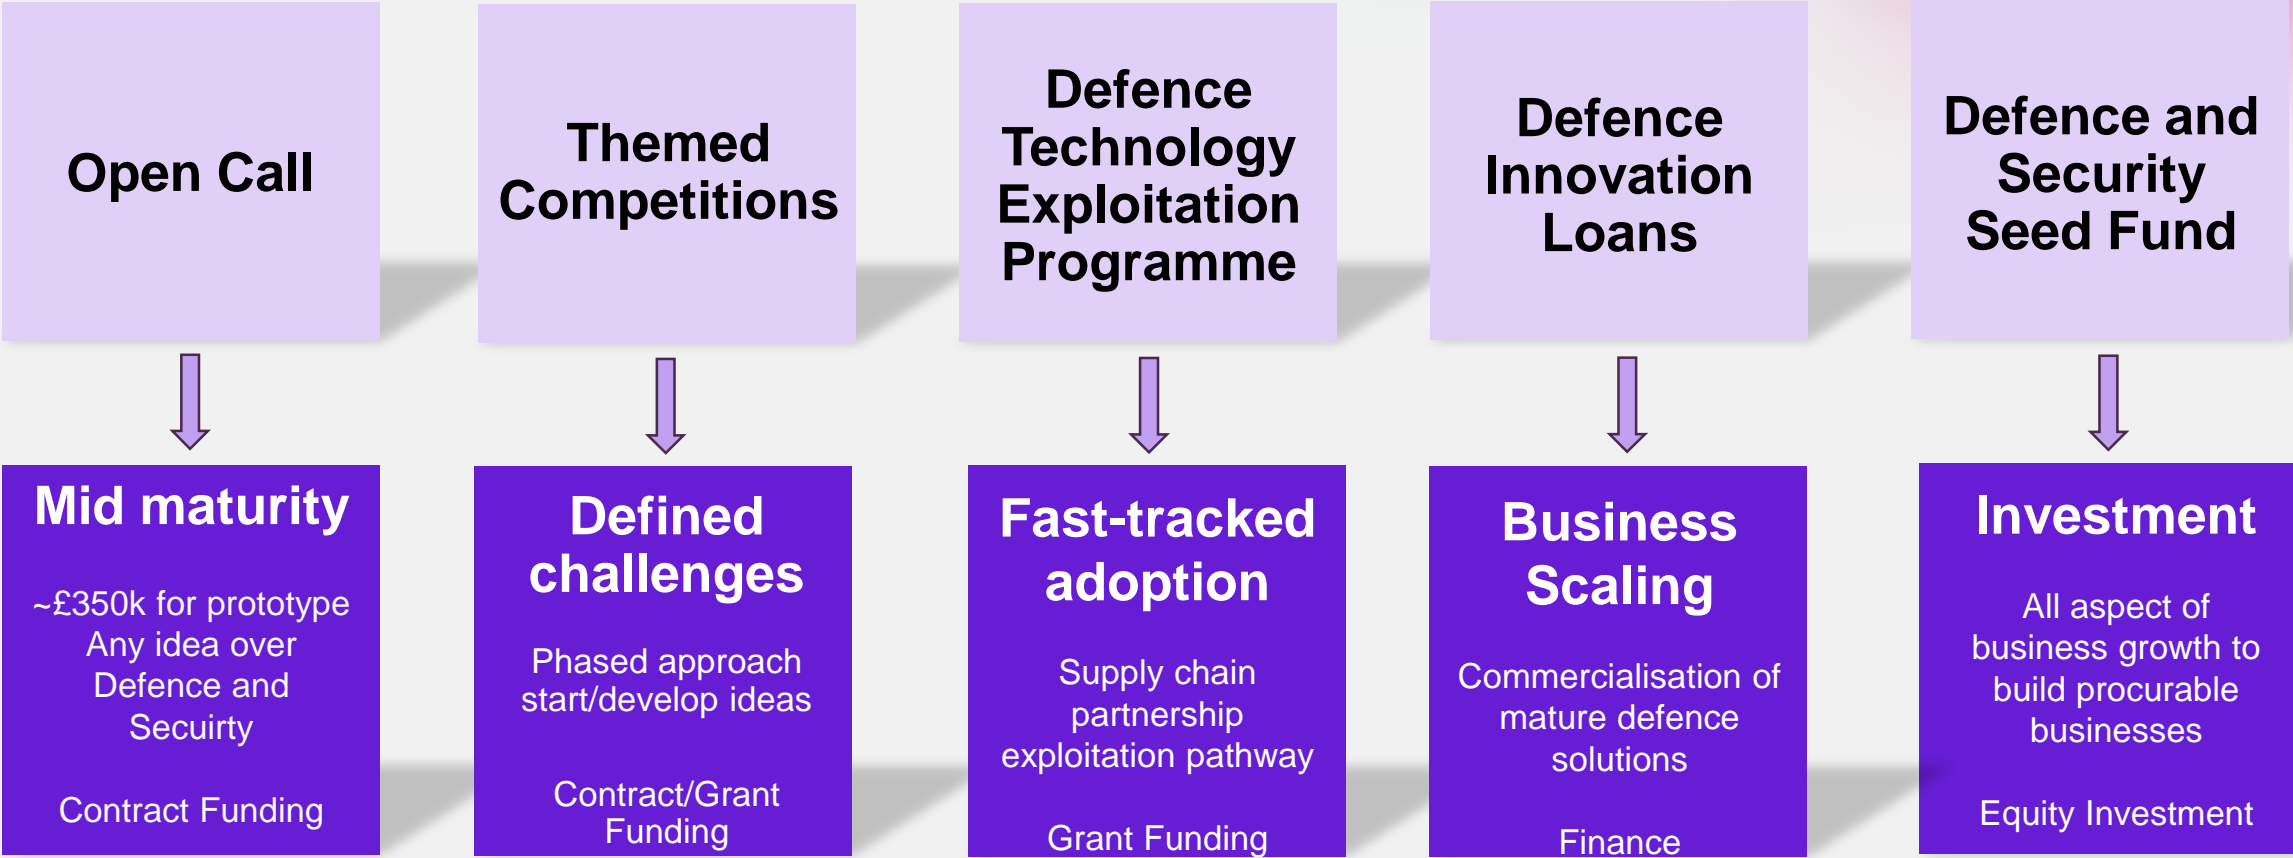 Open Call
Themed
Competitions
Defence
Technology
Exploitation
Programme
Defence
Innovation
Loans
Defence and
Security
Seed Fund
Mid maturity
~£350k for prototype
Any idea over
Defence and
Secuirty
Contract Funding
Defined
challenges
Phased approach
start/develop ideas
Contract/Grant
Funding
Fast-tracked
adoption
Supply chain
partnership
exploitation pathway
Grant Funding
Business
Scaling
Commercialisation of
mature defence
solutions
Finance
Investment
All aspect of
business growth to
build procurable
businesses
Equity Investment